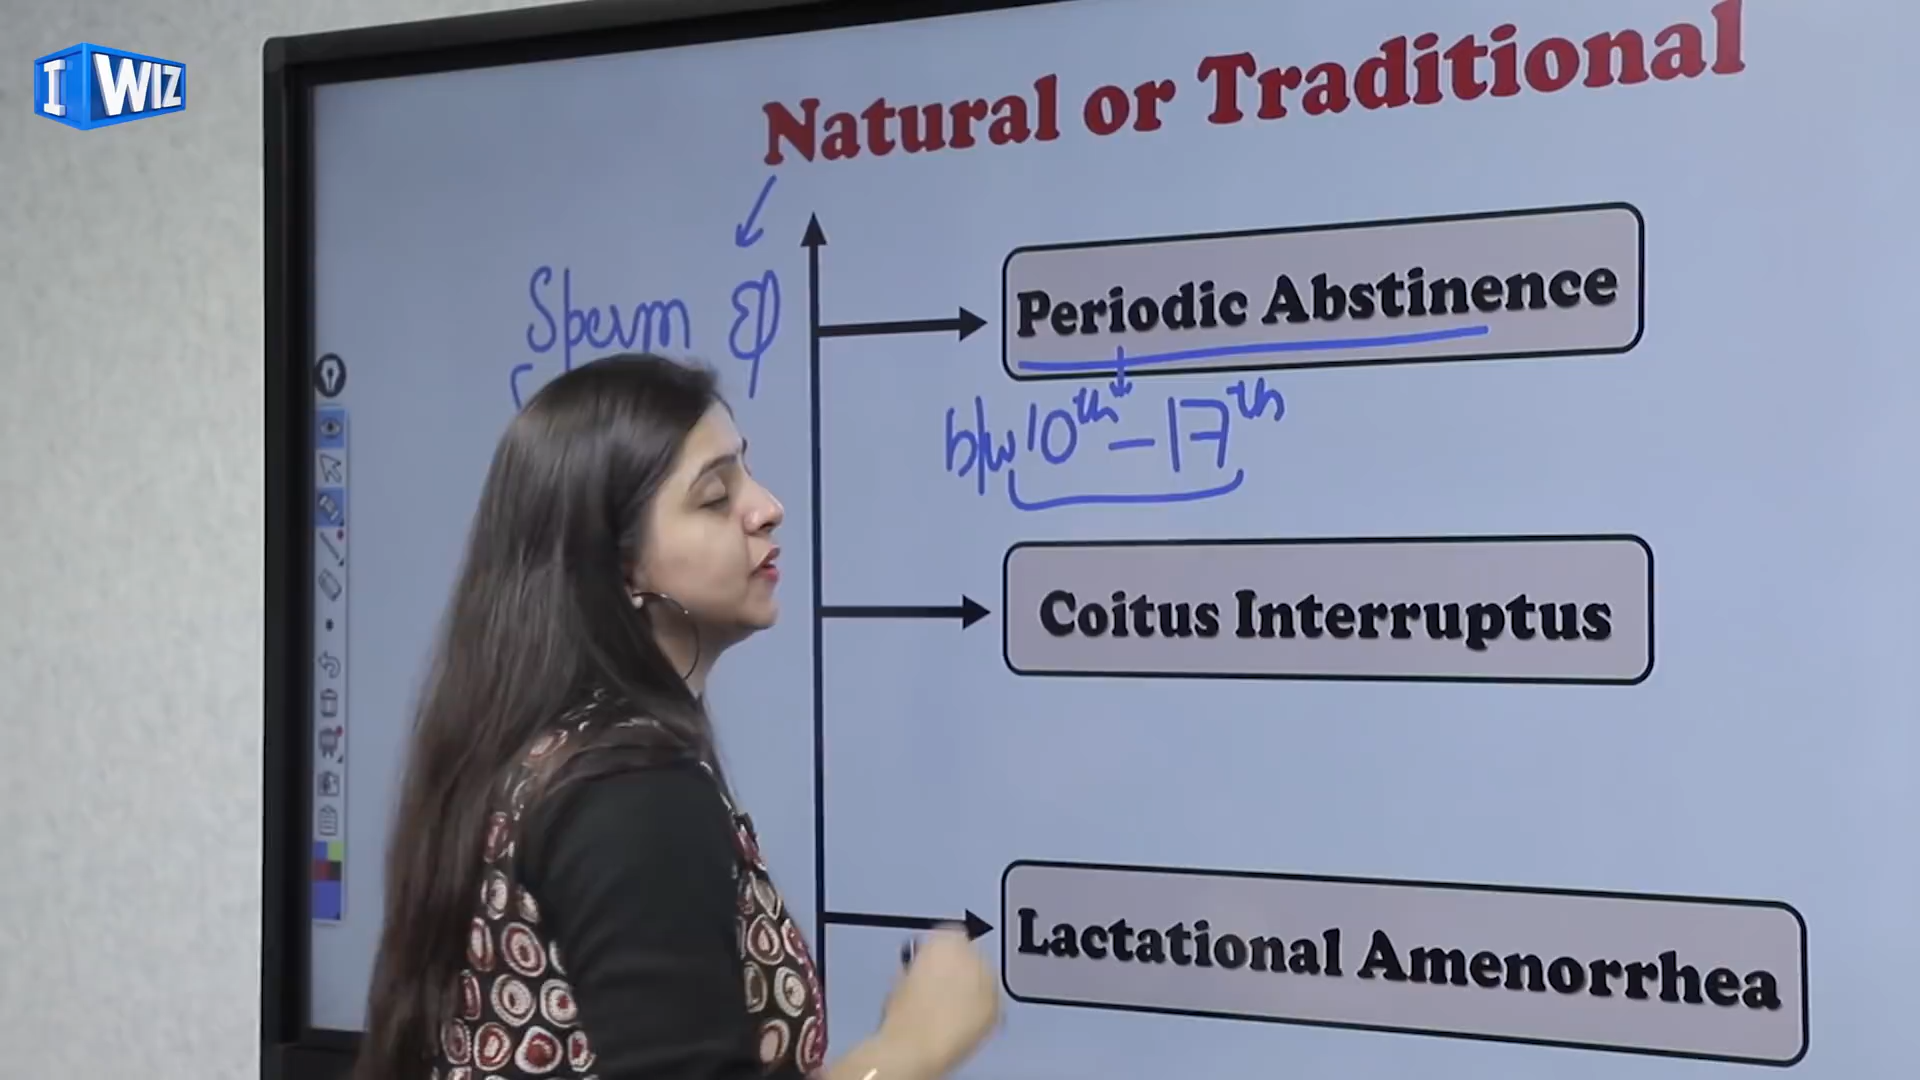 I WIZ
Natural or Traditional
Sperm
Periodic Abstinence
b/w 10th - 17th
Coitus Interruptus
Lactational Amenorrhea